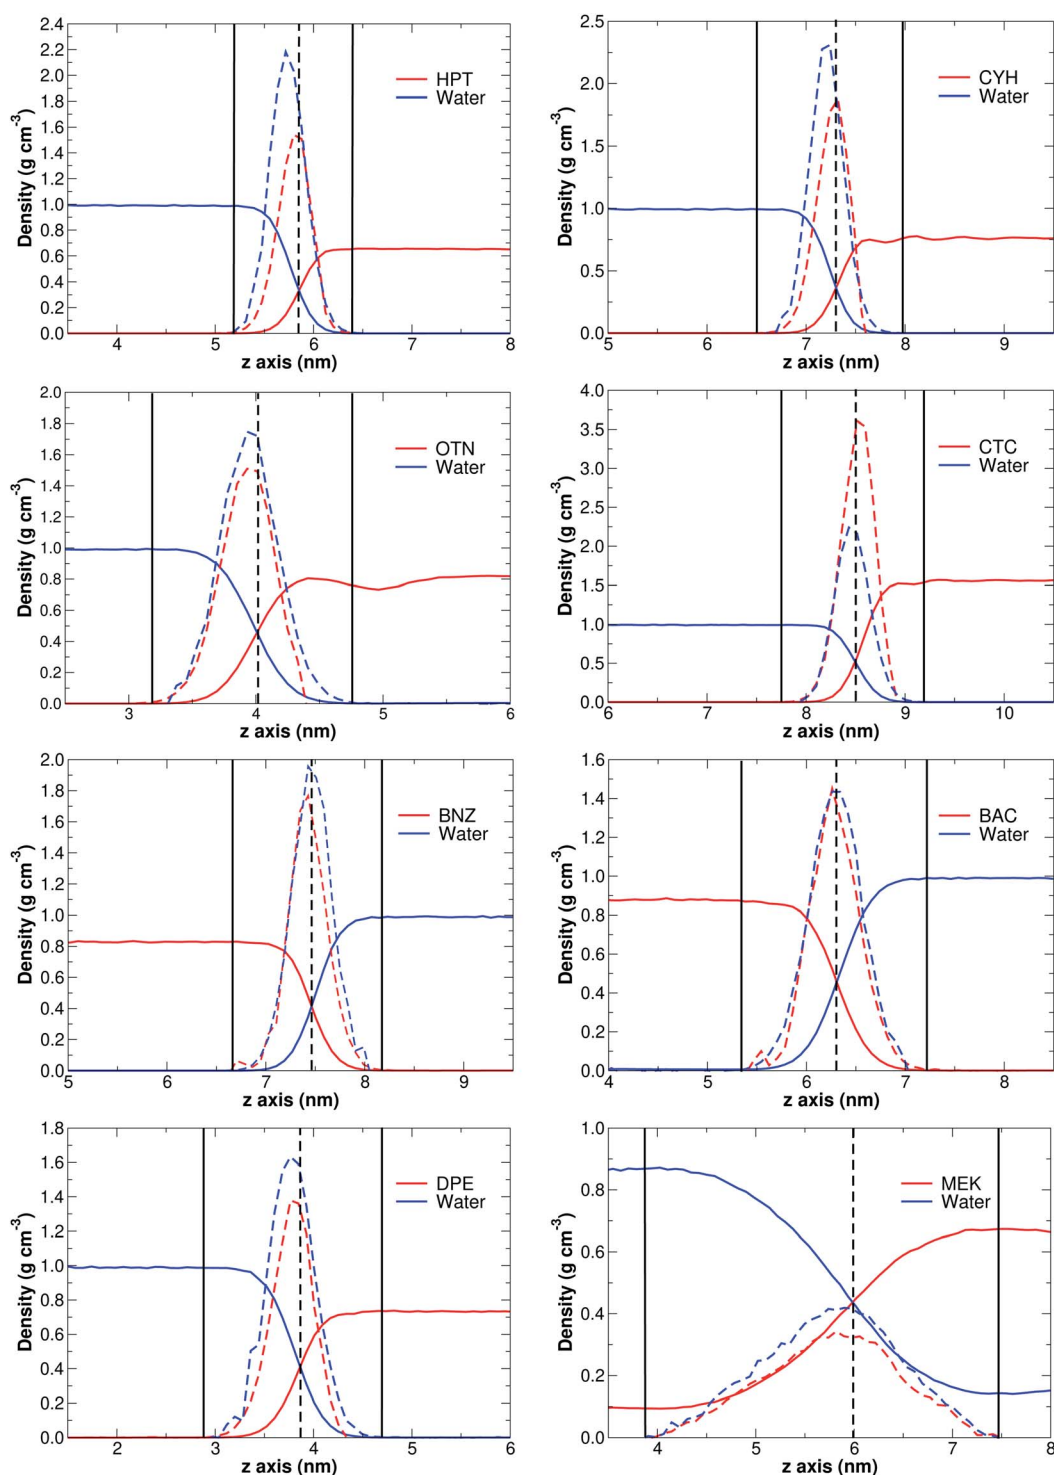 2.4
2.2
2.0
1.8
1.6
1.4
1.2
1.0
0.8
0.6
0.4
0.2
0.0
Density (g cm-3)
HPT
Water
4 5 6 7 8
z axis (nm)
2.5
2.0
1.5
1.0
0.5
0.0
Density (g cm-3)
CYH
Water
5 6 7 8 9
z axis (nm)
2.0
1.8
1.6
1.4
1.2
1.0
0.8
0.6
0.4
0.2
0.0
Density (g cm-3)
OTN
Water
3 4 5 6
z axis (nm)
4.0
3.5
3.0
2.5
2.0
1.5
1.0
0.5
0.0
Density (g cm-3)
CTC
Water
6 7 8 9 10
z axis (nm)
2.0
1.8
1.6
1.4
1.2
1.0
0.8
0.6
0.4
0.2
0.0
Density (g cm-3)
BNZ
Water
5 6 7 8 9
z axis (nm)
1.6
1.4
1.2
1.0
0.8
0.6
0.4
0.2
0.0
Density (g cm-3)
BAC
Water
4 5 6 7 8
z axis (nm)
1.8
1.6
1.4
1.2
1.0
0.8
0.6
0.4
0.2
0.0
Density (g cm-3)
DPE
Water
2 3 4 5 6
z axis (nm)
1.0
0.8
0.6
0.4
0.2
0.0
Density (g cm-3)
MEK
Water
4 5 6 7 8
z axis (nm)